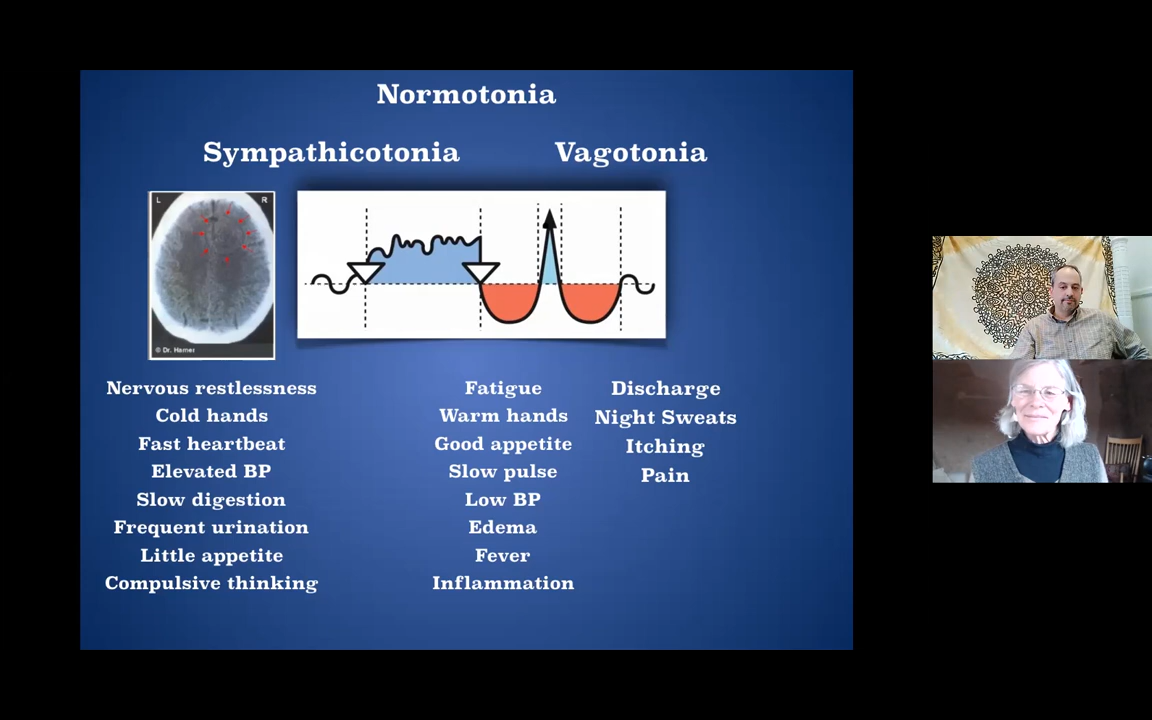 Normotonia
Sympathicotonia Vagotonia
L R
© Dr. Hamer
Nervous restlessness
Cold hands
Fast heartbeat
Elevated BP
Slow digestion
Frequent urination
Little appetite
Compulsive thinking
Fatigue
Warm hands
Good appetite
Slow pulse
Low BP
Edema
Fever
Inflammation
Discharge
Night Sweats
Itching
Pain